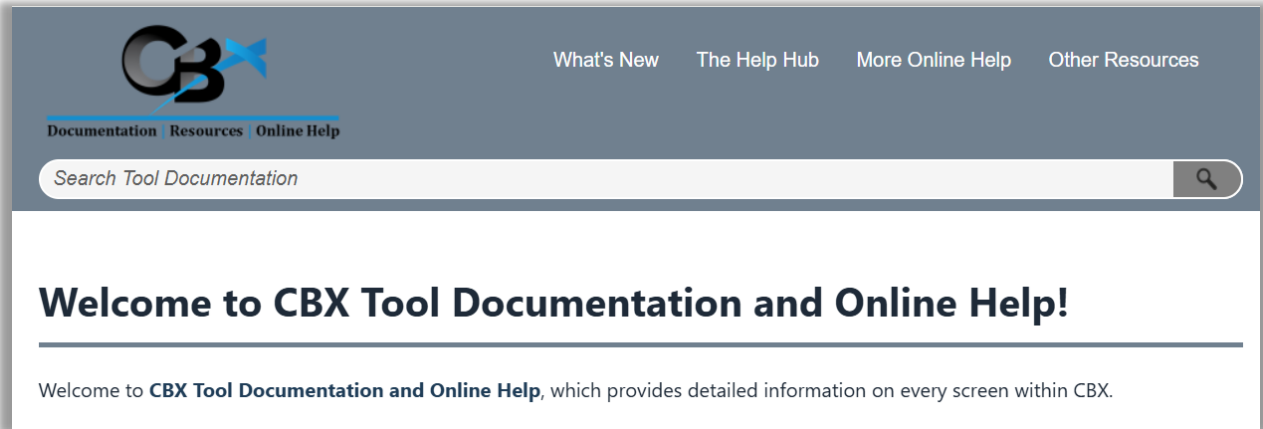 CBX
What's New The Help Hub More Online Help Other Resources
Documentation | Resources | Online Help
Search Tool Documentation
Welcome to CBX Tool Documentation and Online Help!
Welcome to CBX Tool Documentation and Online Help, which provides detailed information on every screen within CBX.